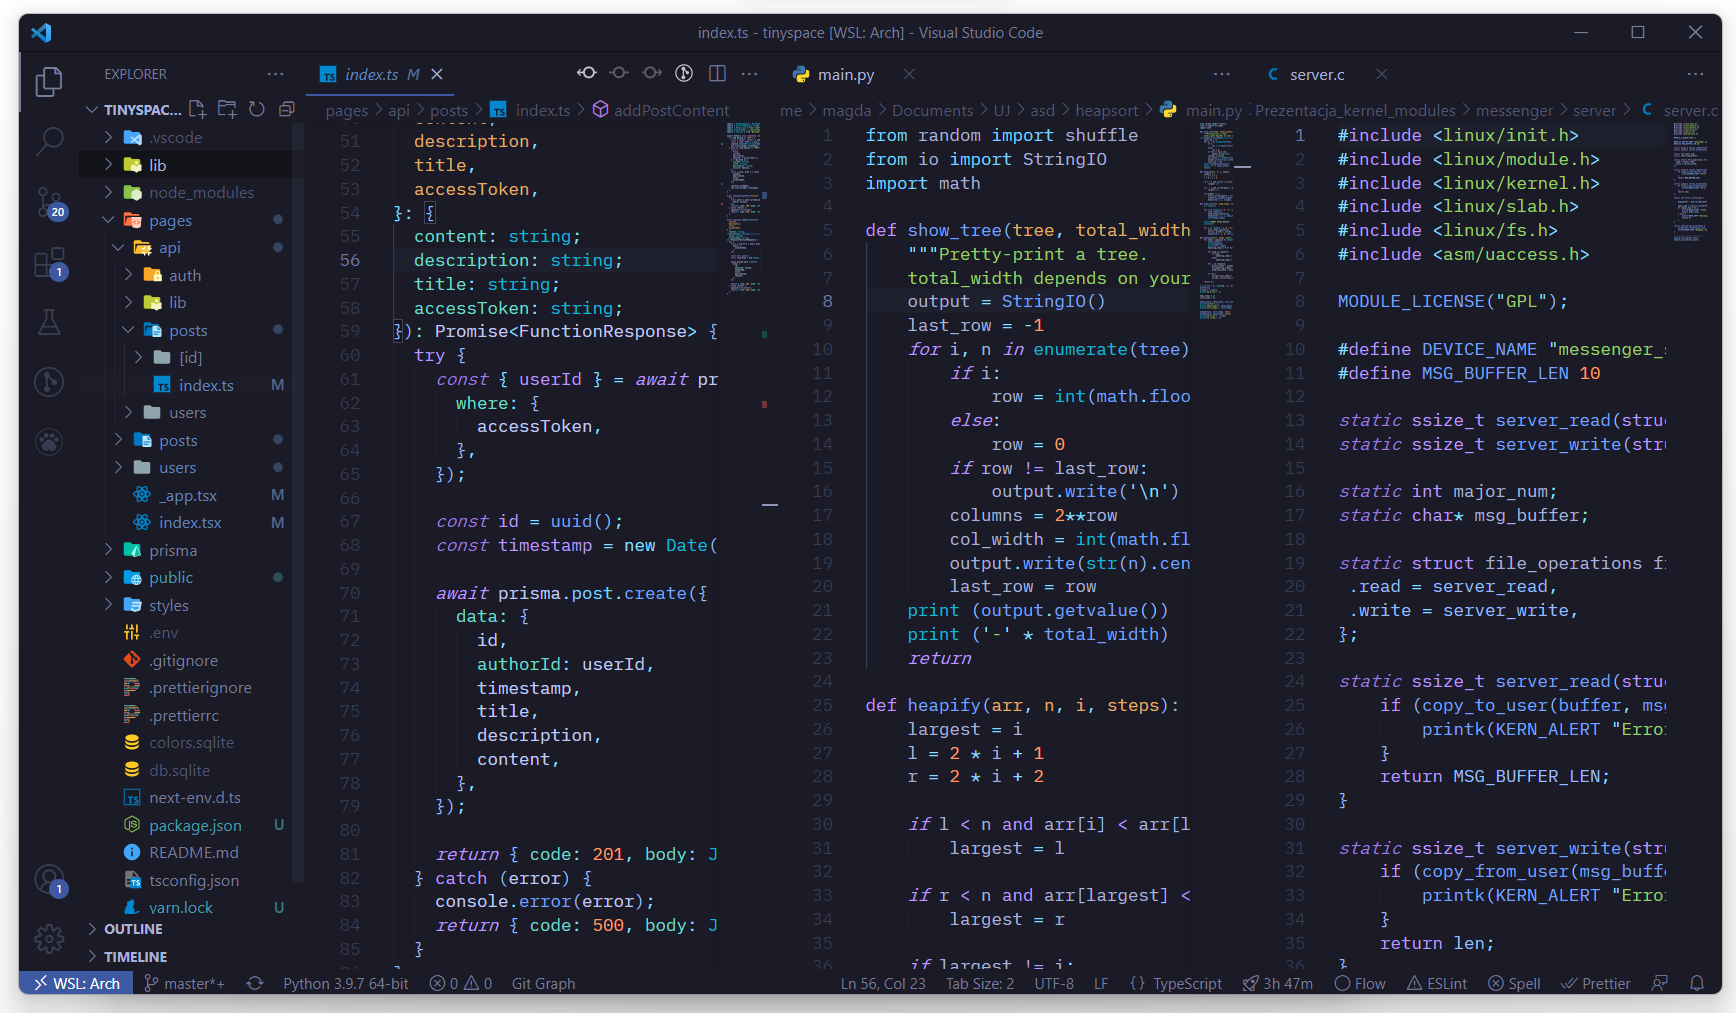 index.ts - tinyspace [WSL: Arch] - Visual Studio Code
EXPLORER
TINYSPAC...
.vscode
lib
node_modules
pages
api
auth
lib
posts
[id]
index.ts M
users
posts
users
_app.tsx M
index.tsx M
prisma
public
styles
.env
.gitignore
.prettierignore
.prettierrc
colors.sqlite
db.sqlite
next-env.d.ts
package.json U
README.md
tsconfig.json
yarn.lock U
OUTLINE
TIMELINE
20
1
1
index.ts M
pages > api > posts > index.ts > addPostContent
51 description,
52 title,
53 accessToken,
54 }: {
55 content: string;
56 description: string;
57 title: string;
58 accessToken: string;
59 }): Promise<FunctionResponse> {
60 try {
61 const { userId } = await pr
62 where: {
63 accessToken,
64 },
65 });
66
67 const id = uuid();
68 const timestamp = new Date(
69
70 await prisma.post.create({
71 data: {
72 id,
73 authorId: userId,
74 timestamp,
75 title,
76 description,
77 content,
78 },
79 });
80
81 return { code: 201, body: J
82 } catch (error) {
83 console.error(error);
84 return { code: 500, body: J
85 }
main.py
me > magda > Documents > UJ > asd > heapsort > main.py
1 from random import shuffle
2 from io import StringIO
3 import math
4
5 def show_tree(tree, total_width
6 """Pretty-print a tree.
7 total_width depends on your
8 output = StringIO()
9 last_row = -1
10 for i, n in enumerate(tree)
11 if i:
12 row = int(math.floo
13 else:
14 row = 0
15 if row != last_row:
16 output.write('\n')
17 columns = 2**row
18 col_width = int(math.fl
19 output.write(str(n).cen
20 last_row = row
21 print (output.getvalue())
22 print ('-' * total_width)
23 return
24
25 def heapify(arr, n, i, steps):
26 largest = i
27 l = 2 * i + 1
28 r = 2 * i + 2
29
30 if l < n and arr[i] < arr[l
31 largest = l
32
33 if r < n and arr[largest] <
34 largest = r
35
36 if largest != i:
server.c
Prezentacja_kernel_modules > messenger > server > server.c
1 #include <linux/init.h>
2 #include <linux/module.h>
3 #include <linux/kernel.h>
4 #include <linux/slab.h>
5 #include <linux/fs.h>
6 #include <asm/uaccess.h>
7
8 MODULE_LICENSE("GPL");
9
10 #define DEVICE_NAME "messenger_s
11 #define MSG_BUFFER_LEN 10
12
13 static ssize_t server_read(struc
14 static ssize_t server_write(stru
15
16 static int major_num;
17 static char* msg_buffer;
18
19 static struct file_operations f
20 .read = server_read,
21 .write = server_write,
22 };
23
24 static ssize_t server_read(struc
25 if (copy_to_user(buffer, msg
26 printk(KERN_ALERT "Error
27 }
28 return MSG_BUFFER_LEN;
29 }
30
31 static ssize_t server_write(stru
32 if (copy_from_user(msg_buffe
33 printk(KERN_ALERT "Error
34 }
35 return len;
36 }
WSL: Arch master*+ Python 3.9.7 64-bit 0 0 Git Graph Ln 56, Col 23 Tab Size: 2 UTF-8 LF {} TypeScript 3h 47m Flow ESLint Spell Prettier